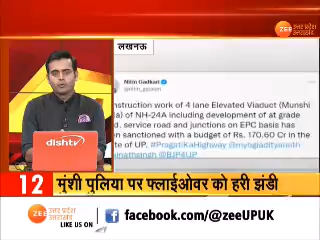 लखनऊ
ZEE उत्तर प्रदेश
उत्तराखण्ड
Nitin Gadkari
nstruction work of 4 lane Elevated Viaduct (Munshi
of NH-24A including development of at grade
d, service road and junctions on EPC basis has
n sanctioned with a budget of Rs. 170.60 Cr in the
te of UP, #PragatiKaHighway @myogiadityanath
@BJP4UP
dishtv
12 मुंशी पुलिया पर फ्लाईओवर को हरी झंडी
ZEE उत्तर प्रदेश
उत्तराखण्ड
LIKE US ON
facebook.com/@zeeUPUK